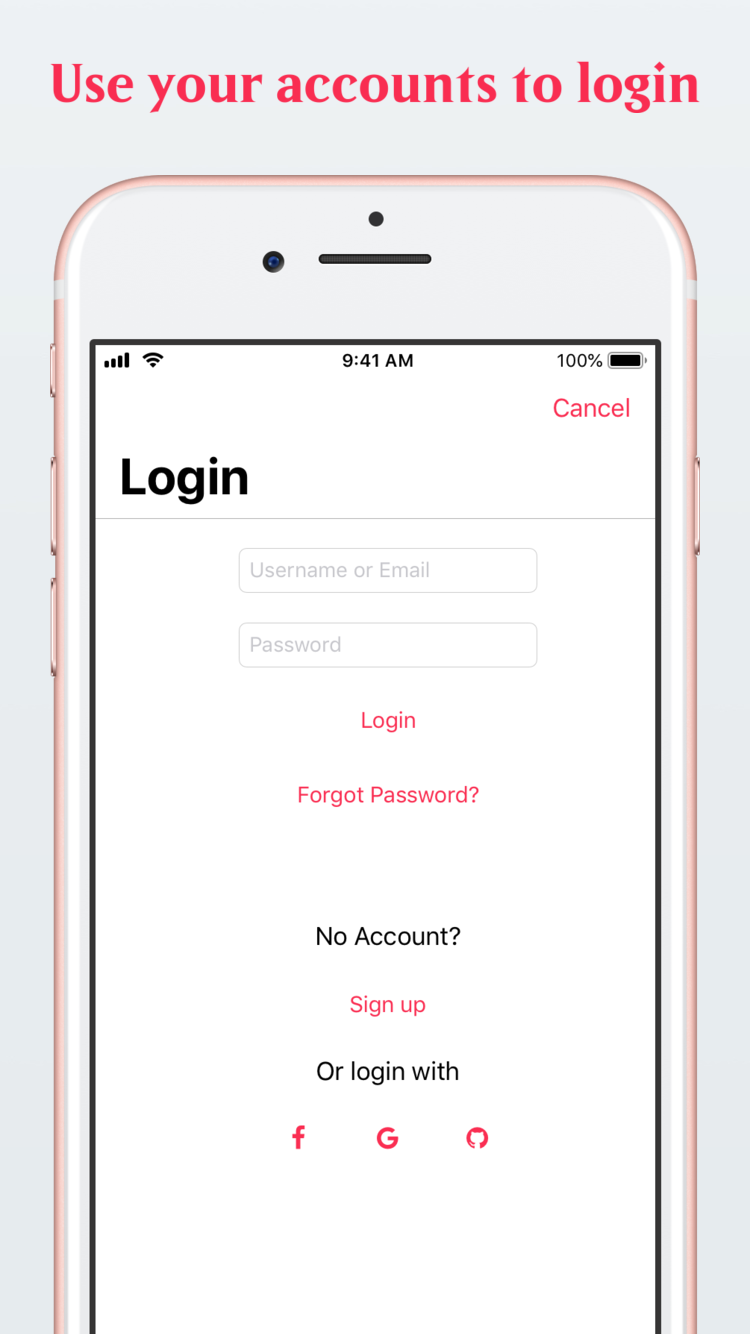 Use your accounts to login
9:41 AM
100%
Cancel
Login
Username or Email
Password
Login
Forgot Password?
No Account?
Sign up
Or login with